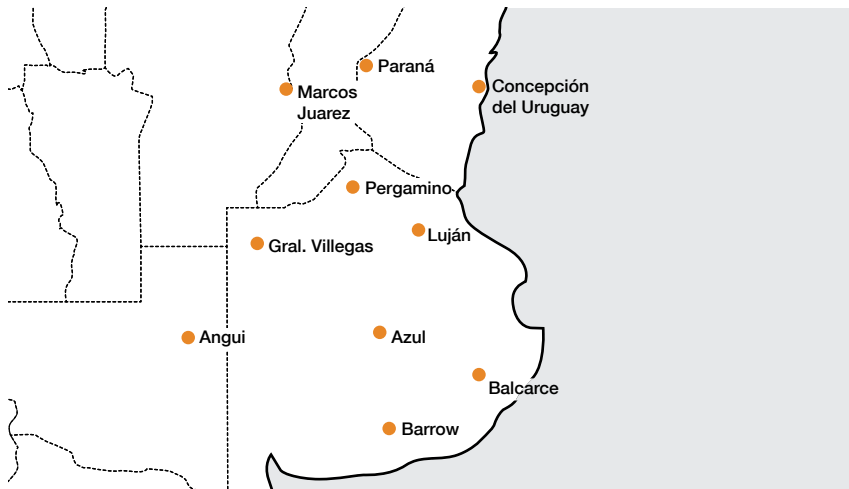 Paraná
Marcos
Juarez
Concepción
del Uruguay
Pergamino
Luján
Gral. Villegas
Angui
Azul
Balcarce
Barrow